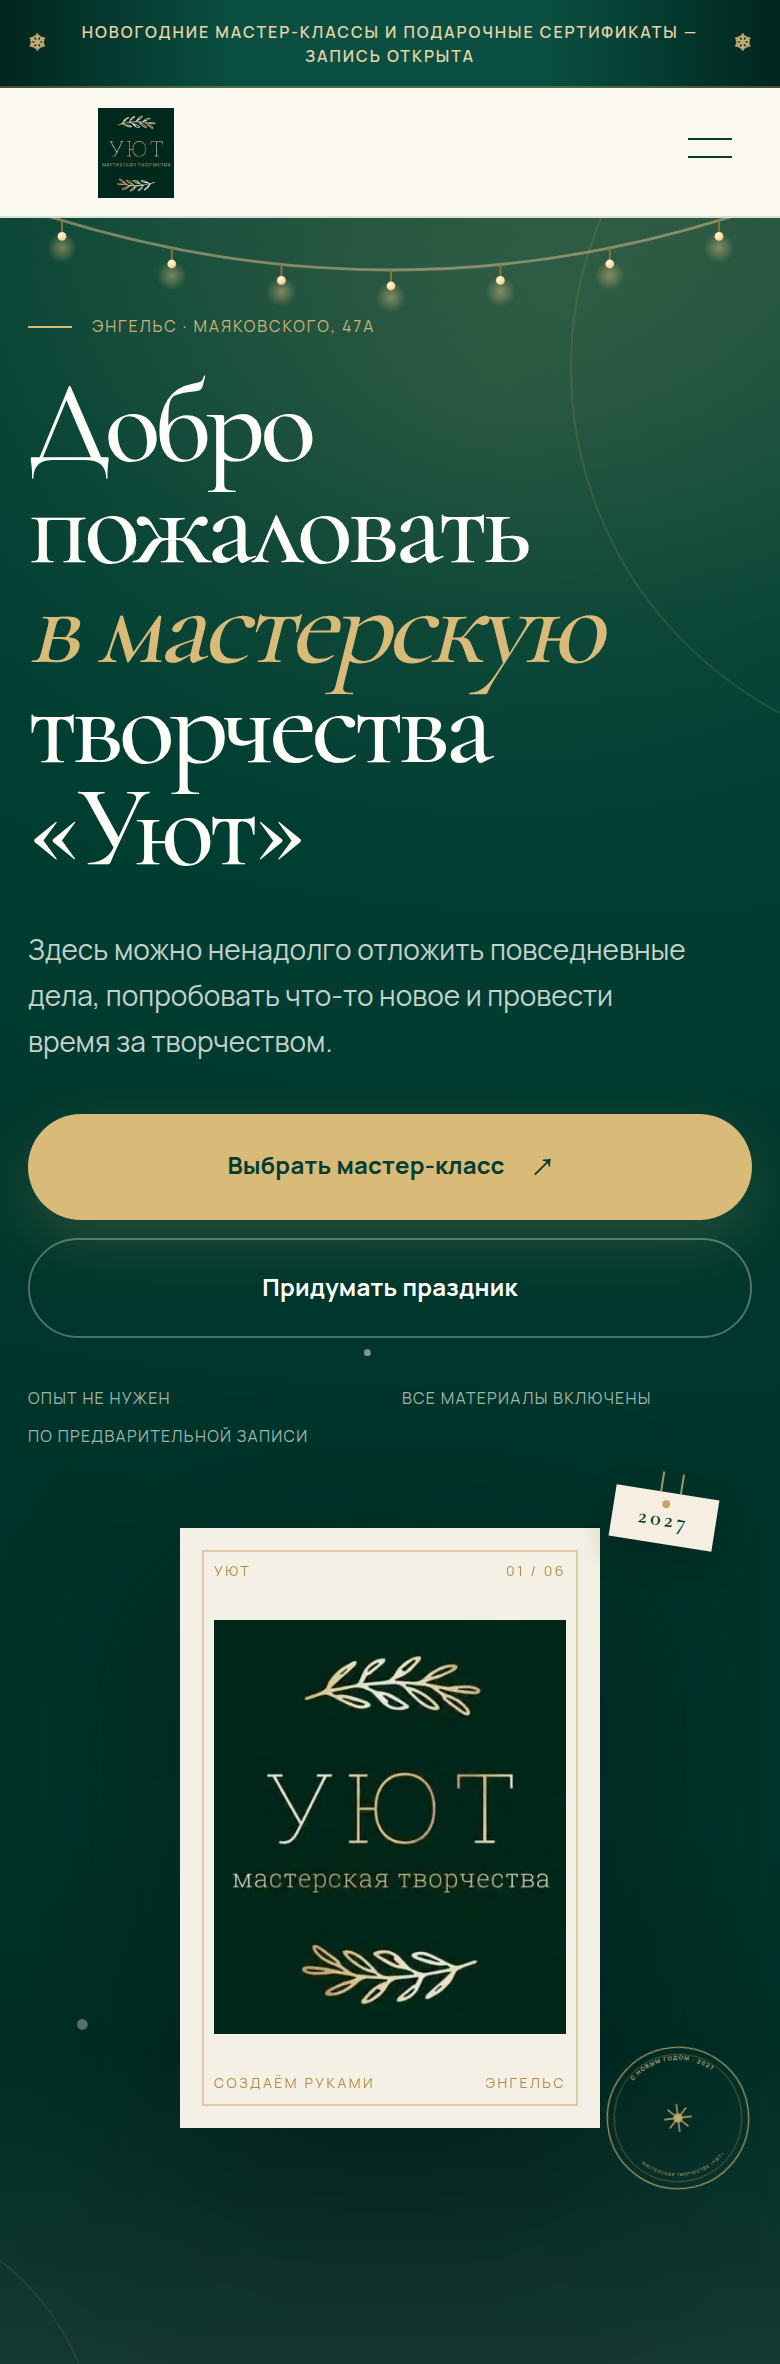 НОВОГОДНИЕ МАСТЕР-КЛАССЫ И ПОДАРОЧНЫЕ СЕРТИФИКАТЫ —
ЗАПИСЬ ОТКРЫТА
УЮТ
мастерская творчества
ЭНГЕЛЬС · МАЯКОВСКОГО, 47А
Добро
пожаловать
в мастерскую
творчества
«Уют»
Здесь можно ненадолго отложить повседневные
дела, попробовать что-то новое и провести
время за творчеством.
Выбрать мастер-класс ↗
Придумать праздник
ОПЫТ НЕ НУЖЕН
ВСЕ МАТЕРИАЛЫ ВКЛЮЧЕНЫ
ПО ПРЕДВАРИТЕЛЬНОЙ ЗАПИСИ
2027
УЮТ
01 / 06
УЮТ
мастерская творчества
СОЗДАЁМ РУКАМИ
ЭНГЕЛЬС
С НОВЫМ ГОДОМ · 2027
МАСТЕРСКАЯ ТВОРЧЕСТВА «УЮТ»